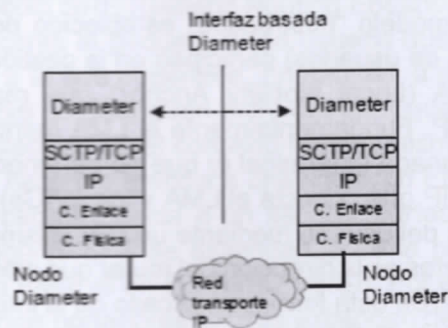 Interfaz basada
Diameter
Diameter
SCTP/TCP
IP
C. Enlace
C. Física
Diameter
SCTP/TCP
IP
C. Enlace
C. Física
Nodo
Diameter
Red
transporte
IP
Nodo
Diameter